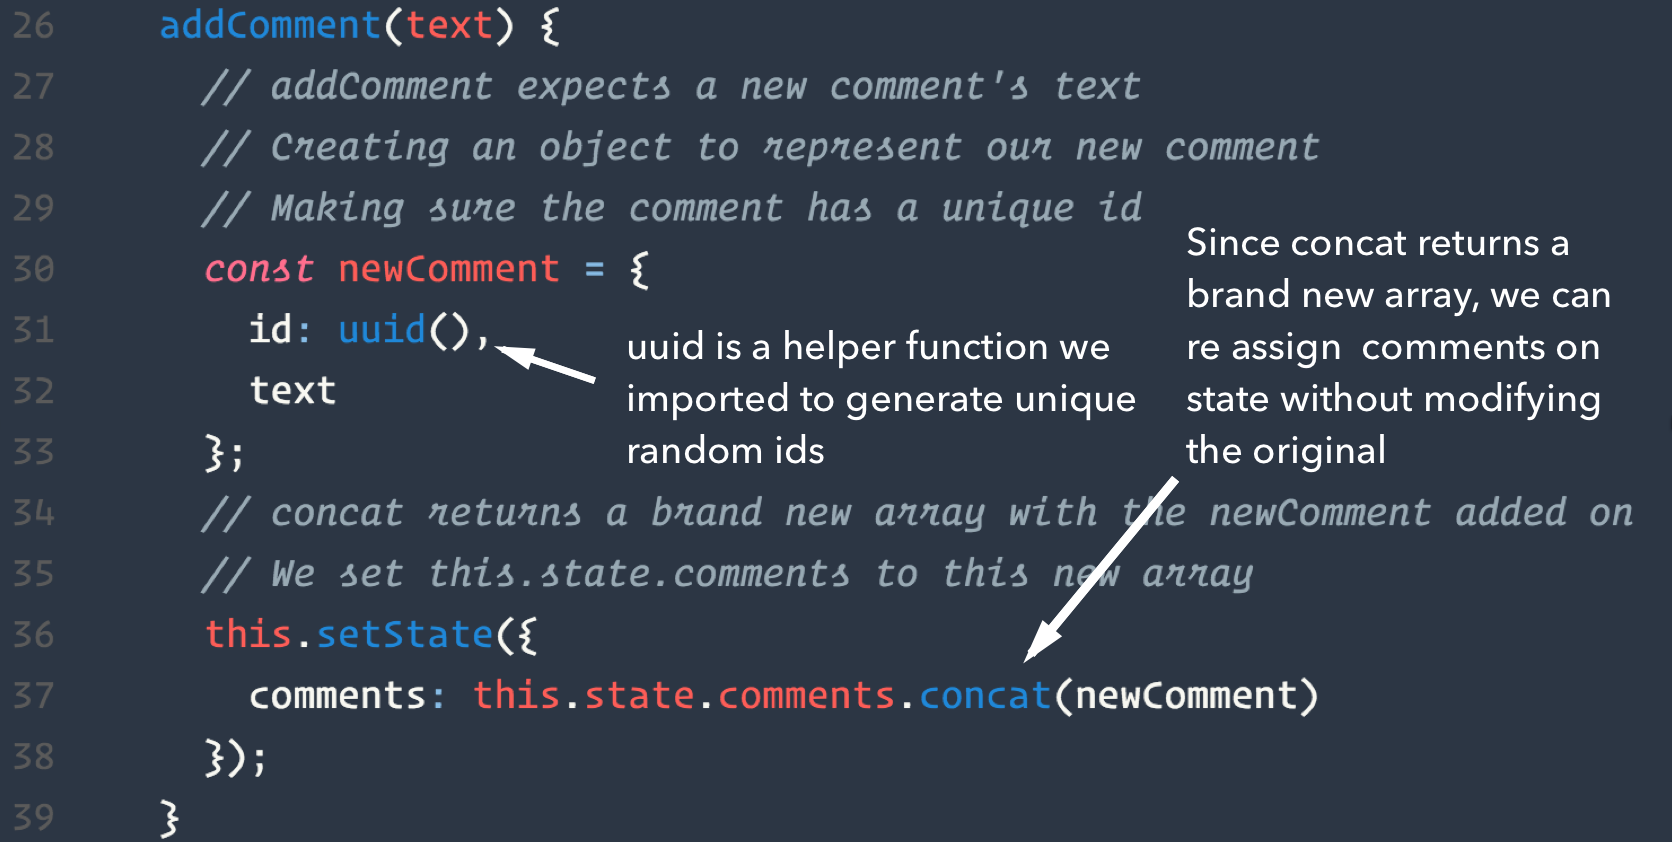 26 addComment(text) {
27 // addComment expects a new comment's text
28 // Creating an object to represent our new comment
29 // Making sure the comment has a unique id
30 const newComment = {
31 id: uuid(),
32 text
33 };
34 // concat returns a brand new array with the newComment added on
35 // We set this.state.comments to this new array
36 this.setState({
37 comments: this.state.comments.concat(newComment)
38 });
39 }
uuid is a helper function we
imported to generate unique
random ids
Since concat returns a
brand new array, we can
re assign  comments on
state without modifying
the original